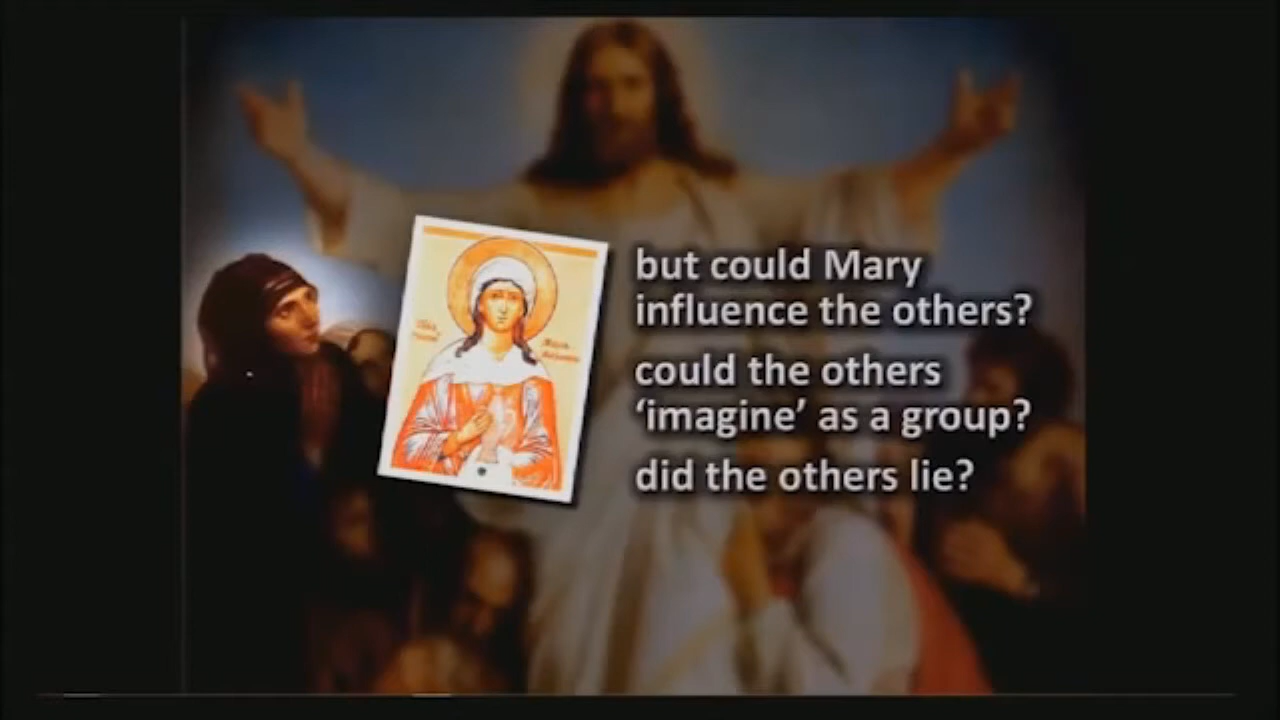 but could Mary
influence the others?
could the others
‘imagine’ as a group?
did the others lie?